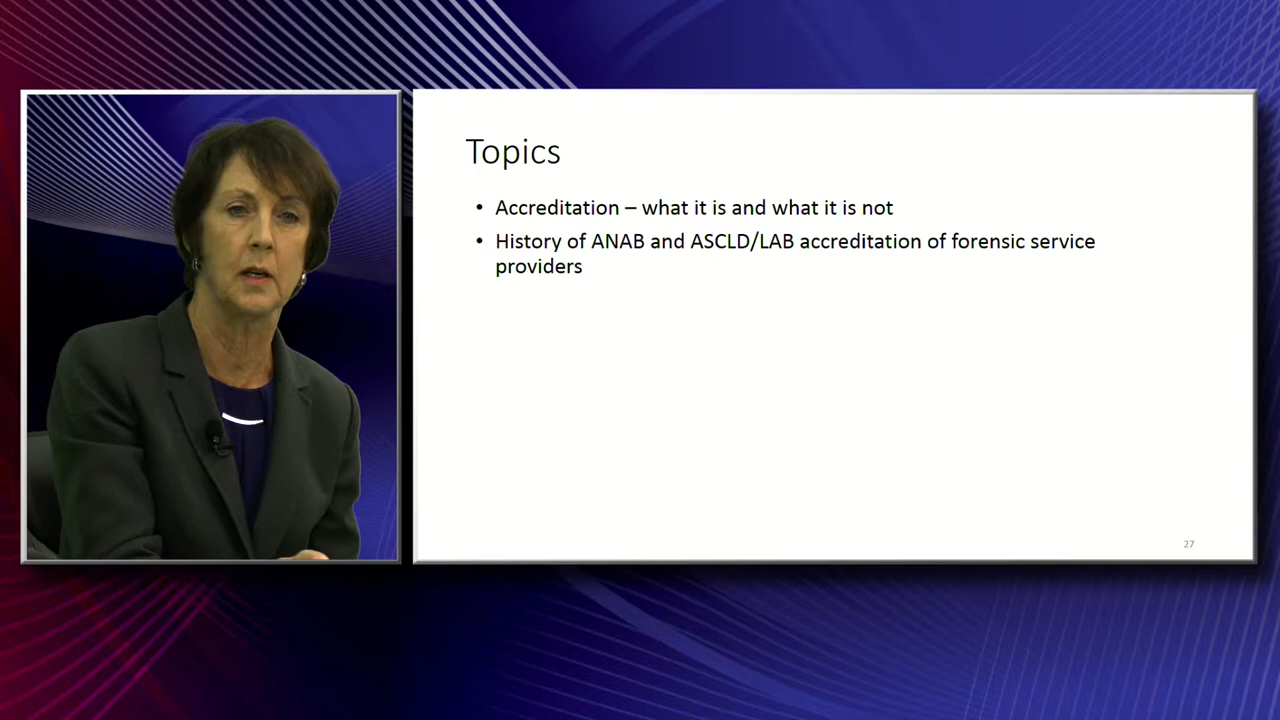 Topics
• Accreditation – what it is and what it is not
• History of ANAB and ASCLD/LAB accreditation of forensic service
providers
27